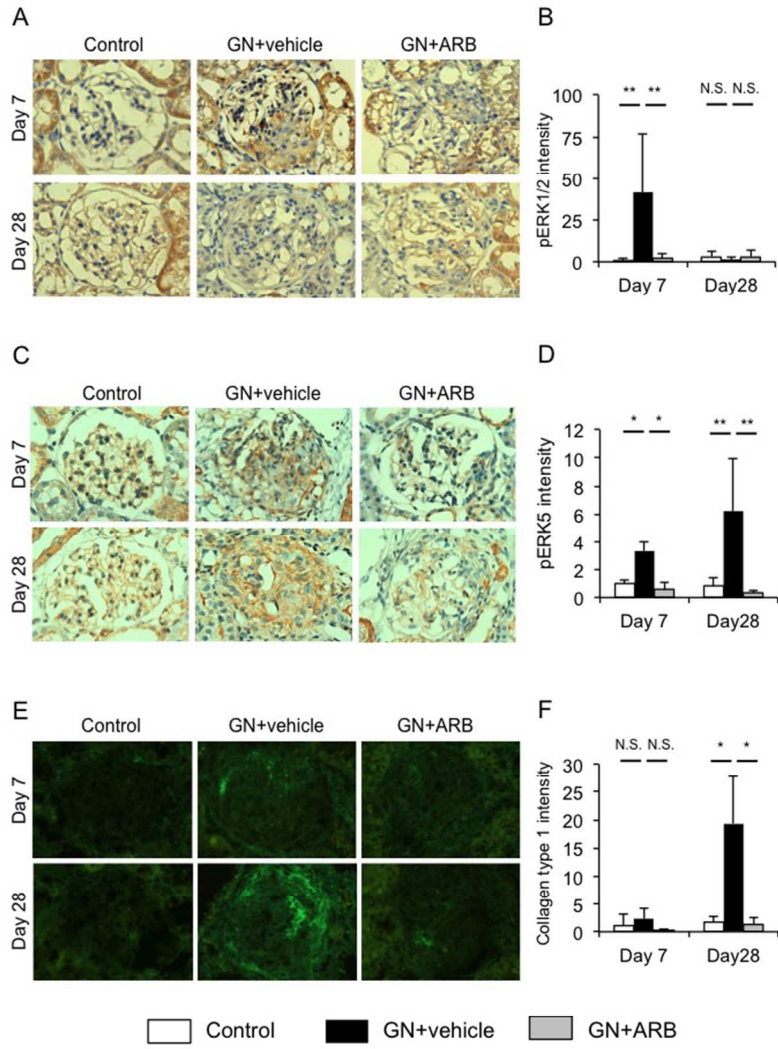 A
Control GN+vehicle GN+ARB
Day 7
Day 28
B
** ** N.S. N.S.
pERK1/2 intensity
100
75
50
25
0
Day 7 Day28
C
Control GN+vehicle GN+ARB
Day 7
Day 28
D
* * ** **
pERK5 intensity
12
10
8
6
4
2
0
Day 7 Day28
E
Control GN+vehicle GN+ARB
Day 7
Day 28
F
N.S. N.S. * *
Collagen type 1 intensity
30
25
20
15
10
5
0
Day 7 Day28
Control GN+vehicle GN+ARB